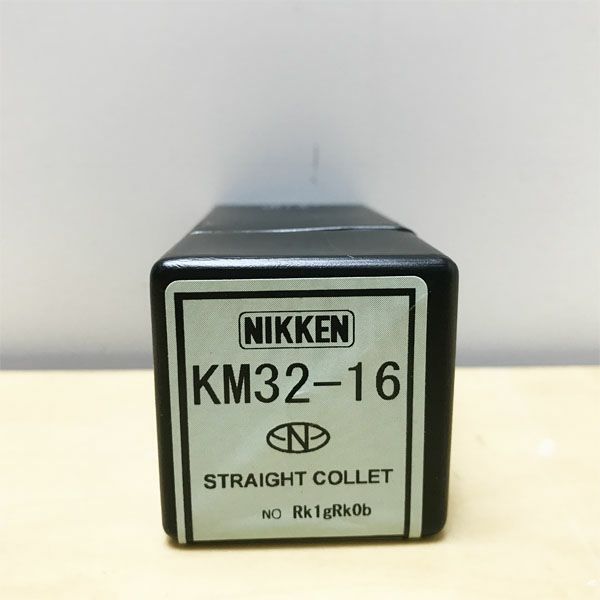 NIKKEN
KM32-16
N
STRAIGHT COLLET
NO Rk1gRk0b